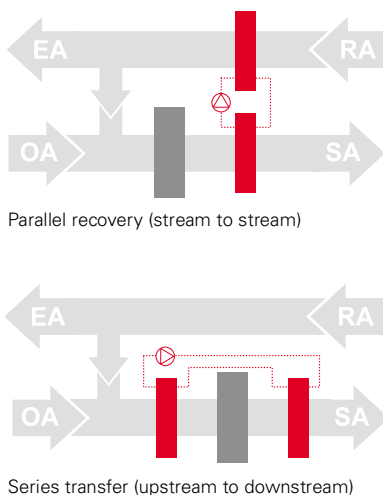 EA
RA
OA
SA
Parallel recovery (stream to stream)
EA
RA
OA
SA
Series transfer (upstream to downstream)